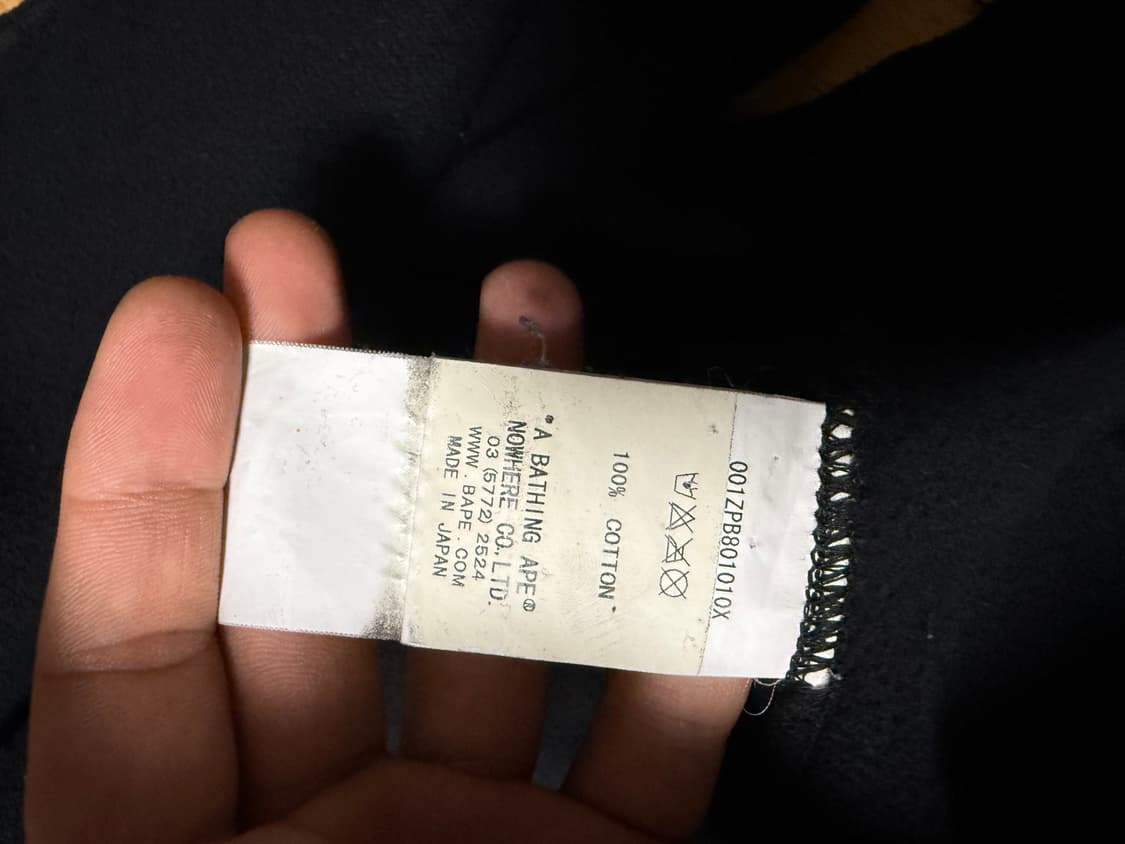 001ZPB801010X
100% COTTON
A BATHING APE®
NOWHERE CO.,LTD.
03 (5772) 2524
WWW.BAPE.COM
MADE IN JAPAN